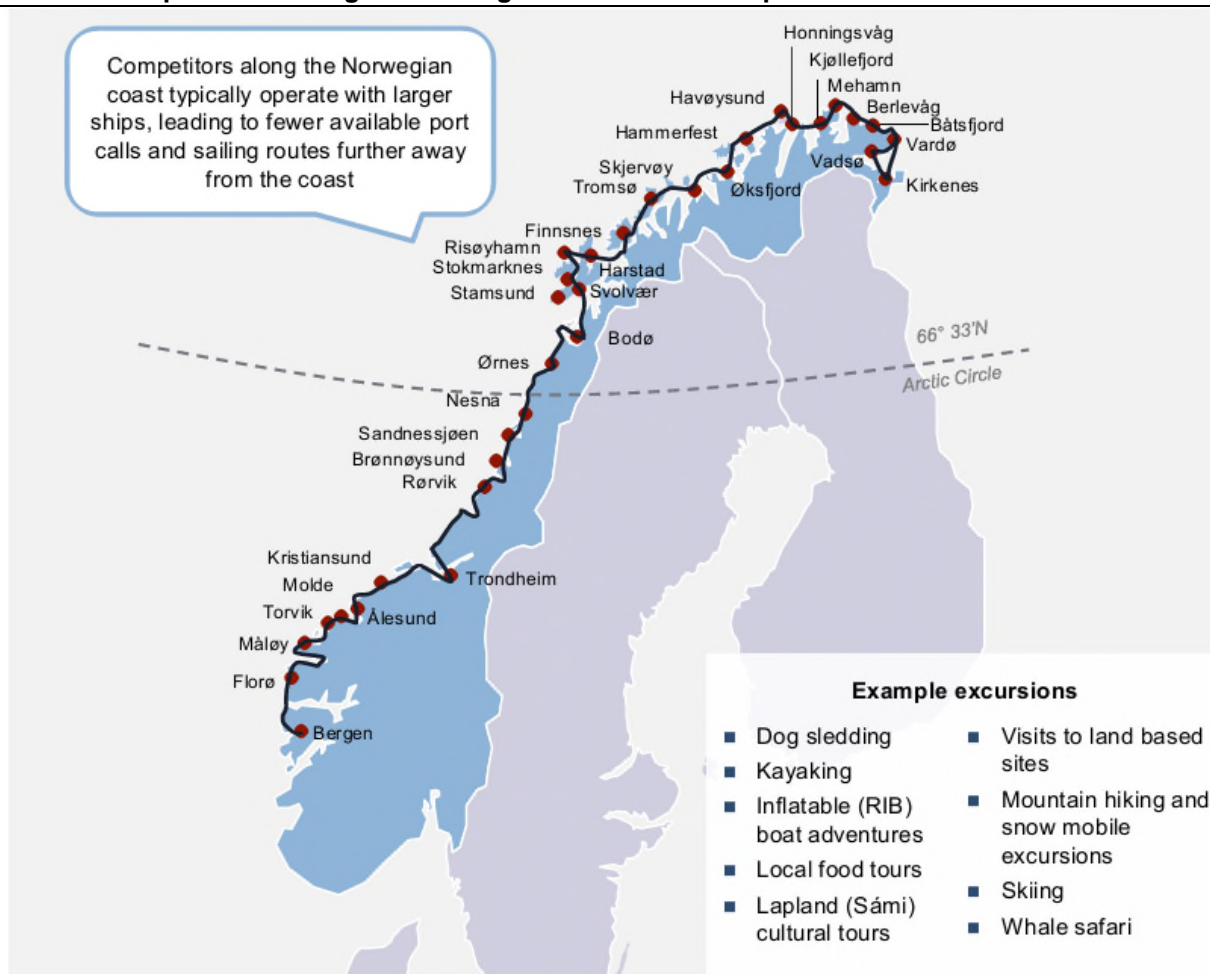 Competitors along the Norwegian
coast typically operate with larger
ships, leading to fewer available port
calls and sailing routes further away
from the coast
Honningsvåg
Kjøllefjord
Mehamn
Havøysund
Berlevåg
Båtsfjord
Hammerfest
Vardø
Vadsø
Skjervøy
Kirkenes
Tromsø
Øksfjord
Finnsnes
Risøyhamn
Stokmarknes
Harstad
Stamsund
Svolvær
Bodø
66° 33'N
Ørnes
Arctic Circle
Nesna
Sandnessjøen
Brønnøysund
Rørvik
Kristiansund
Trondheim
Molde
Torvik
Ålesund
Måløy
Florø
Bergen
Example excursions
Dog sledding
Kayaking
Inflatable (RIB)
boat adventures
Local food tours
Lapland (Sámi)
cultural tours
Visits to land based
sites
Mountain hiking and
snow mobile
excursions
Skiing
Whale safari